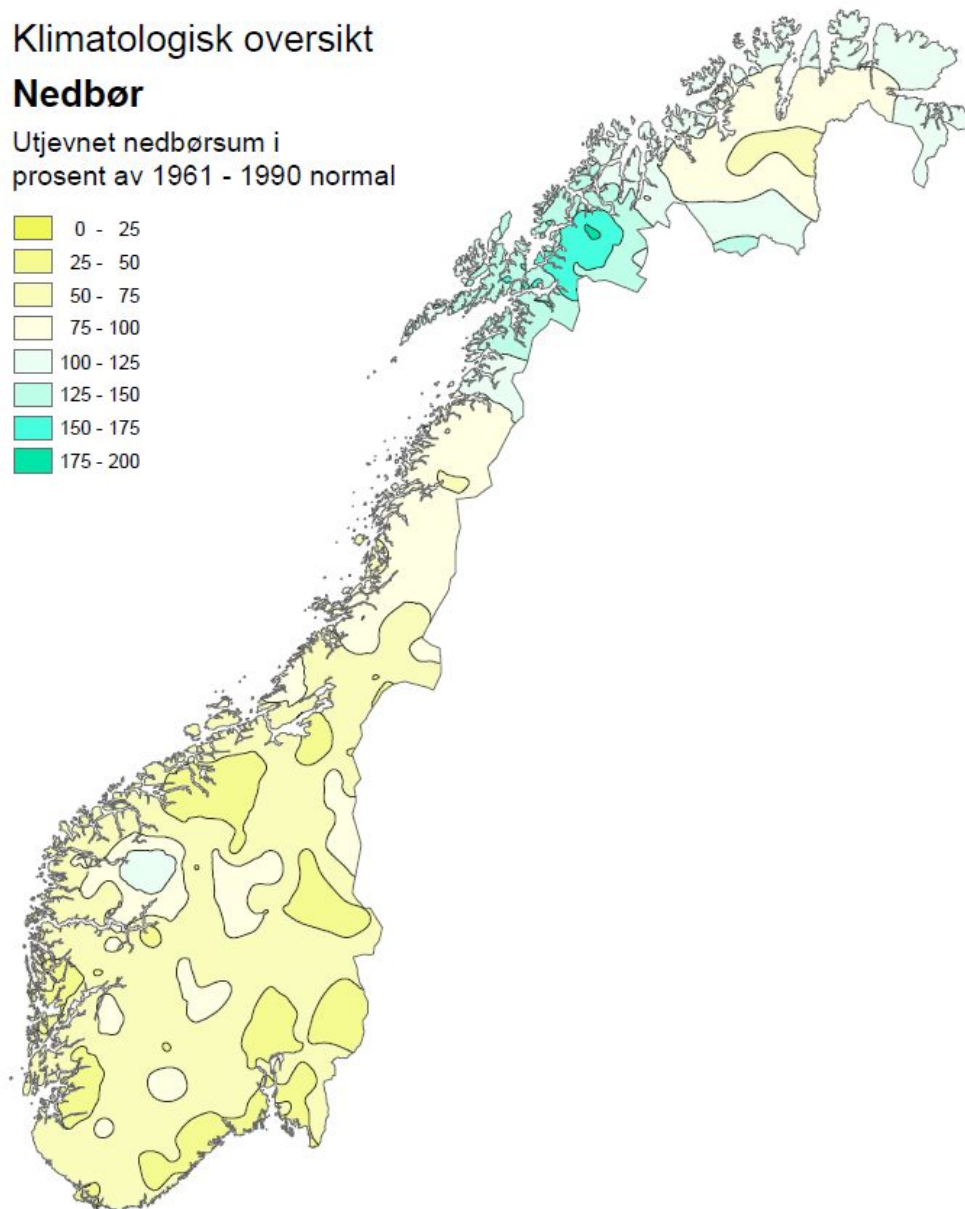 Klimatologisk oversikt
Nedbør
Utjevnet nedbørsum i
prosent av 1961 - 1990 normal
0 - 25
25 - 50
50 - 75
75 - 100
100 - 125
125 - 150
150 - 175
175 - 200